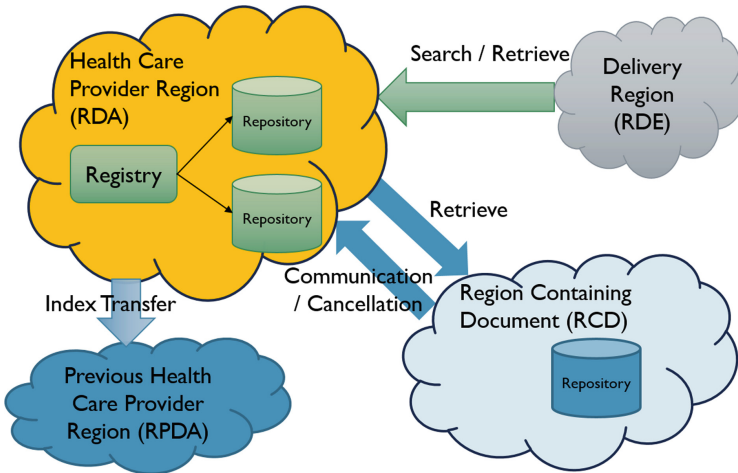 Health Care
Provider Region
(RDA)
Registry
Repository
Repository
Search / Retrieve
Delivery
Region
(RDE)
Retrieve
Communication
/ Cancellation
Index Transfer
Region Containing
Document (RCD)
Repository
Previous Health
Care Provider
Region (RPDA)